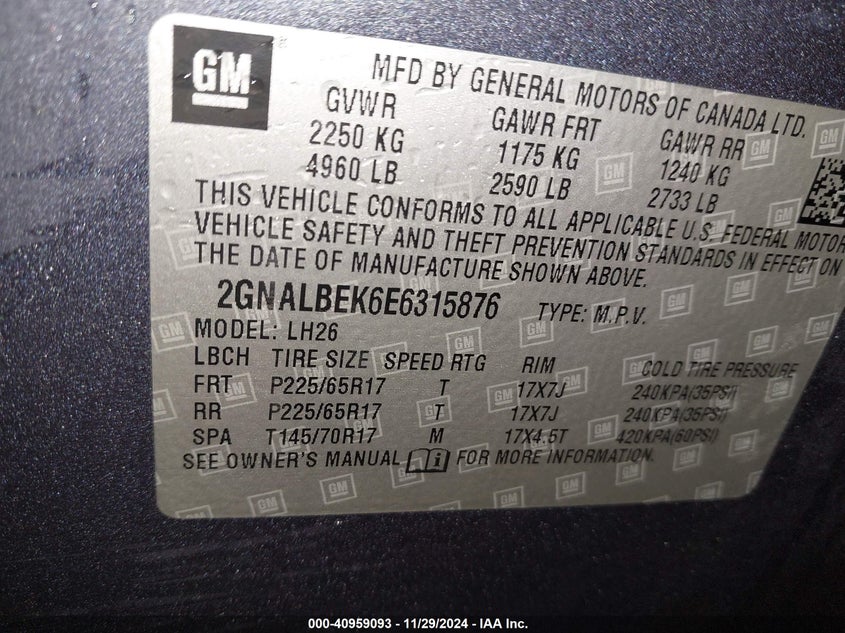 GM
MFD BY GENERAL MOTORS OF CANADA LTD.
GVWR GAWR FRT GAWR RR
2250 KG 1175 KG 1240 KG
4960 LB 2590 LB 2733 LB
THIS VEHICLE CONFORMS TO ALL APPLICABLE U.S. FEDERAL MOTOR
VEHICLE SAFETY AND THEFT PREVENTION STANDARDS IN EFFECT ON
THE DATE OF MANUFACTURE SHOWN ABOVE.
2GNALBEK6E6315876 TYPE: M.P.V.
MODEL: LH26
LBCH TIRE SIZE SPEED RTG RIM COLD TIRE PRESSURE
FRT P225/65R17 T 17X7J 240KPA(35PSI)
RR P225/65R17 T 17X7J 240KPA(35PSI)
SPA T145/70R17 M 17X4.5T 420KPA(60PSI)
SEE OWNER'S MANUAL i FOR MORE INFORMATION.
000-40959093 - 11/29/2024 - IAA Inc.